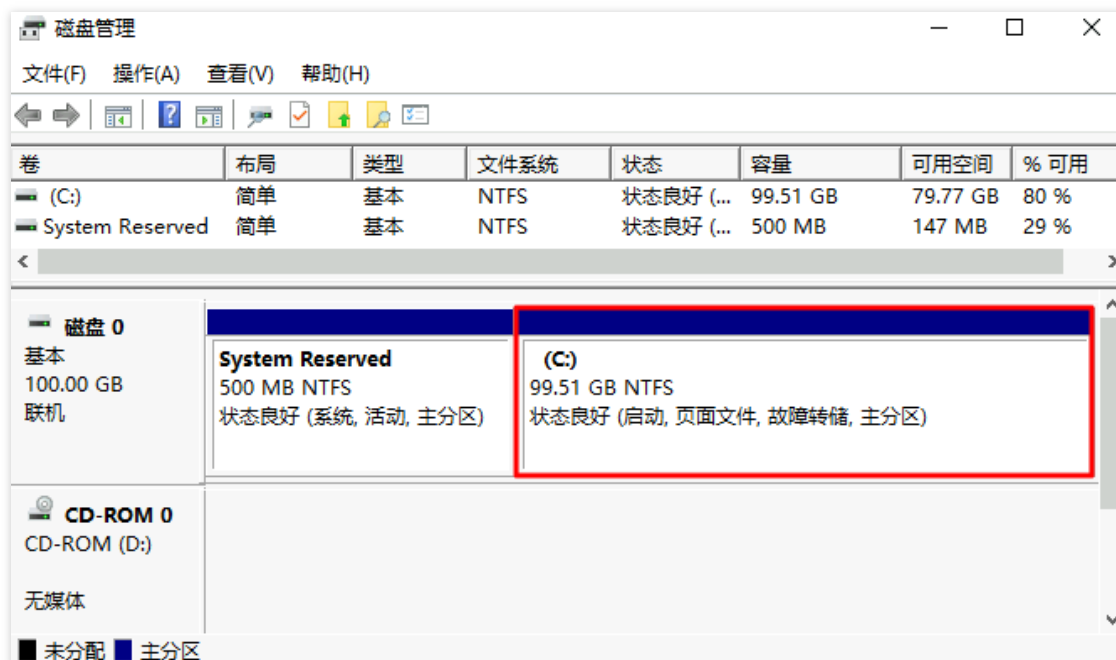 磁盘管理
文件(F) 操作(A) 查看(V) 帮助(H)
卷 布局 类型 文件系统 状态 容量 可用空间 % 可用
(C:) 简单 基本 NTFS 状态良好 (... 99.51 GB 79.77 GB 80 %
System Reserved 简单 基本 NTFS 状态良好 (... 500 MB 147 MB 29 %
磁盘 0
基本
100.00 GB
联机
System Reserved
500 MB NTFS
状态良好 (系统, 活动, 主分区)
(C:)
99.51 GB NTFS
状态良好 (启动, 页面文件, 故障转储, 主分区)
CD-ROM 0
CD-ROM (D:)
无媒体
未分配 主分区